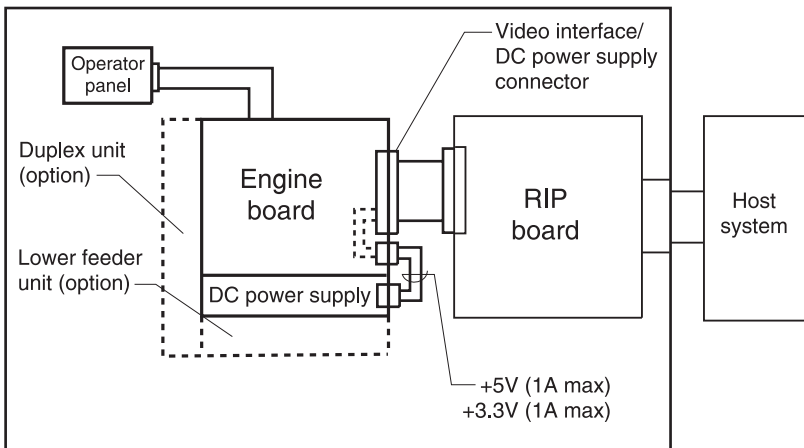 Operator
panel
Video interface/
DC power supply
connector
Duplex unit
(option)
Engine
board
RIP
board
Host
system
Lower feeder
unit (option)
DC power supply
+5V (1A max)
+3.3V (1A max)